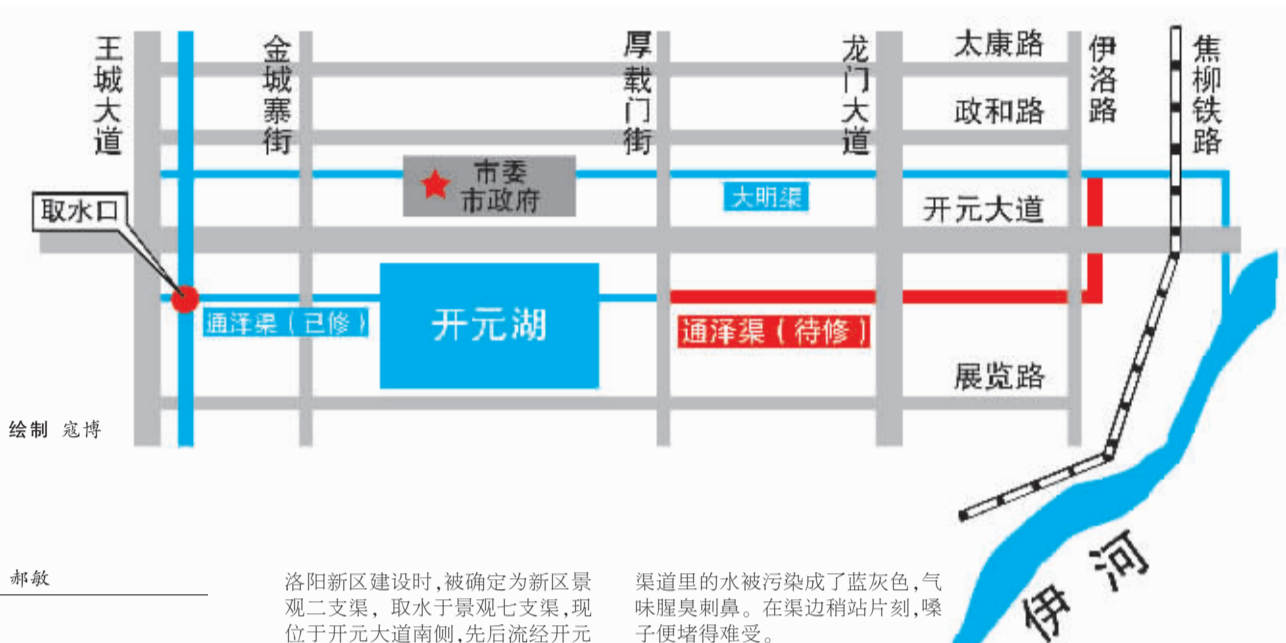 王城大道
金城寨街
厚载门街
龙门大道
太康路
伊洛路
焦柳铁路
政和路
市委
市政府
大明渠
取水口
开元大道
通泽渠（已修）
开元湖
通泽渠（待修）
展览路
绘制 寇博
伊河
郝敏
洛阳新区建设时,被确定为新区景
观二支渠，取水于景观七支渠,现
位于开元大道南侧,先后流经开元
渠道里的水被污染成了蓝灰色,气
味腥臭刺鼻。在渠边稍站片刻,嗓
子便堵得难受。